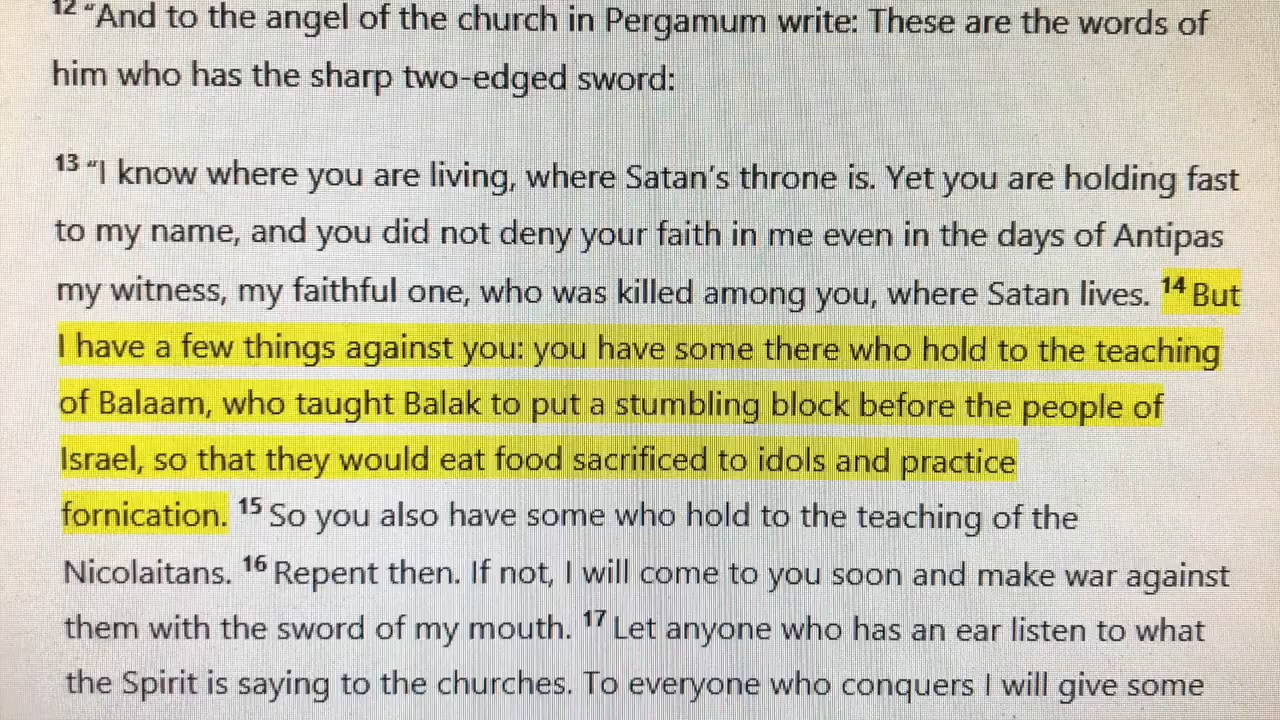 12 “And to the angel of the church in Pergamum write: These are the words of
him who has the sharp two-edged sword:
13 “I know where you are living, where Satan’s throne is. Yet you are holding fast
to my name, and you did not deny your faith in me even in the days of Antipas
my witness, my faithful one, who was killed among you, where Satan lives. 14 But
I have a few things against you: you have some there who hold to the teaching
of Balaam, who taught Balak to put a stumbling block before the people of
Israel, so that they would eat food sacrificed to idols and practice
fornication. 15 So you also have some who hold to the teaching of the
Nicolaitans. 16 Repent then. If not, I will come to you soon and make war against
them with the sword of my mouth. 17 Let anyone who has an ear listen to what
the Spirit is saying to the churches. To everyone who conquers I will give some